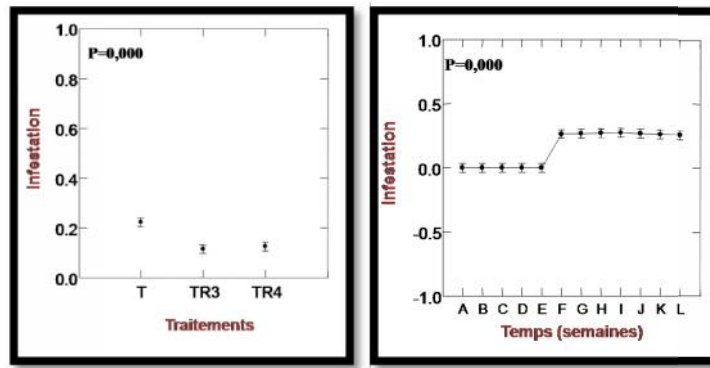 1.0
P=0,000
0.8
0.6
0.4
0.2
0.0
Infestation
T TR3 TR4
Traitements
1.0
P=0,000
0.5
0.0
-0.5
-1.0
Infestation
A B C D E F G H I J K L
Temps (semaines)